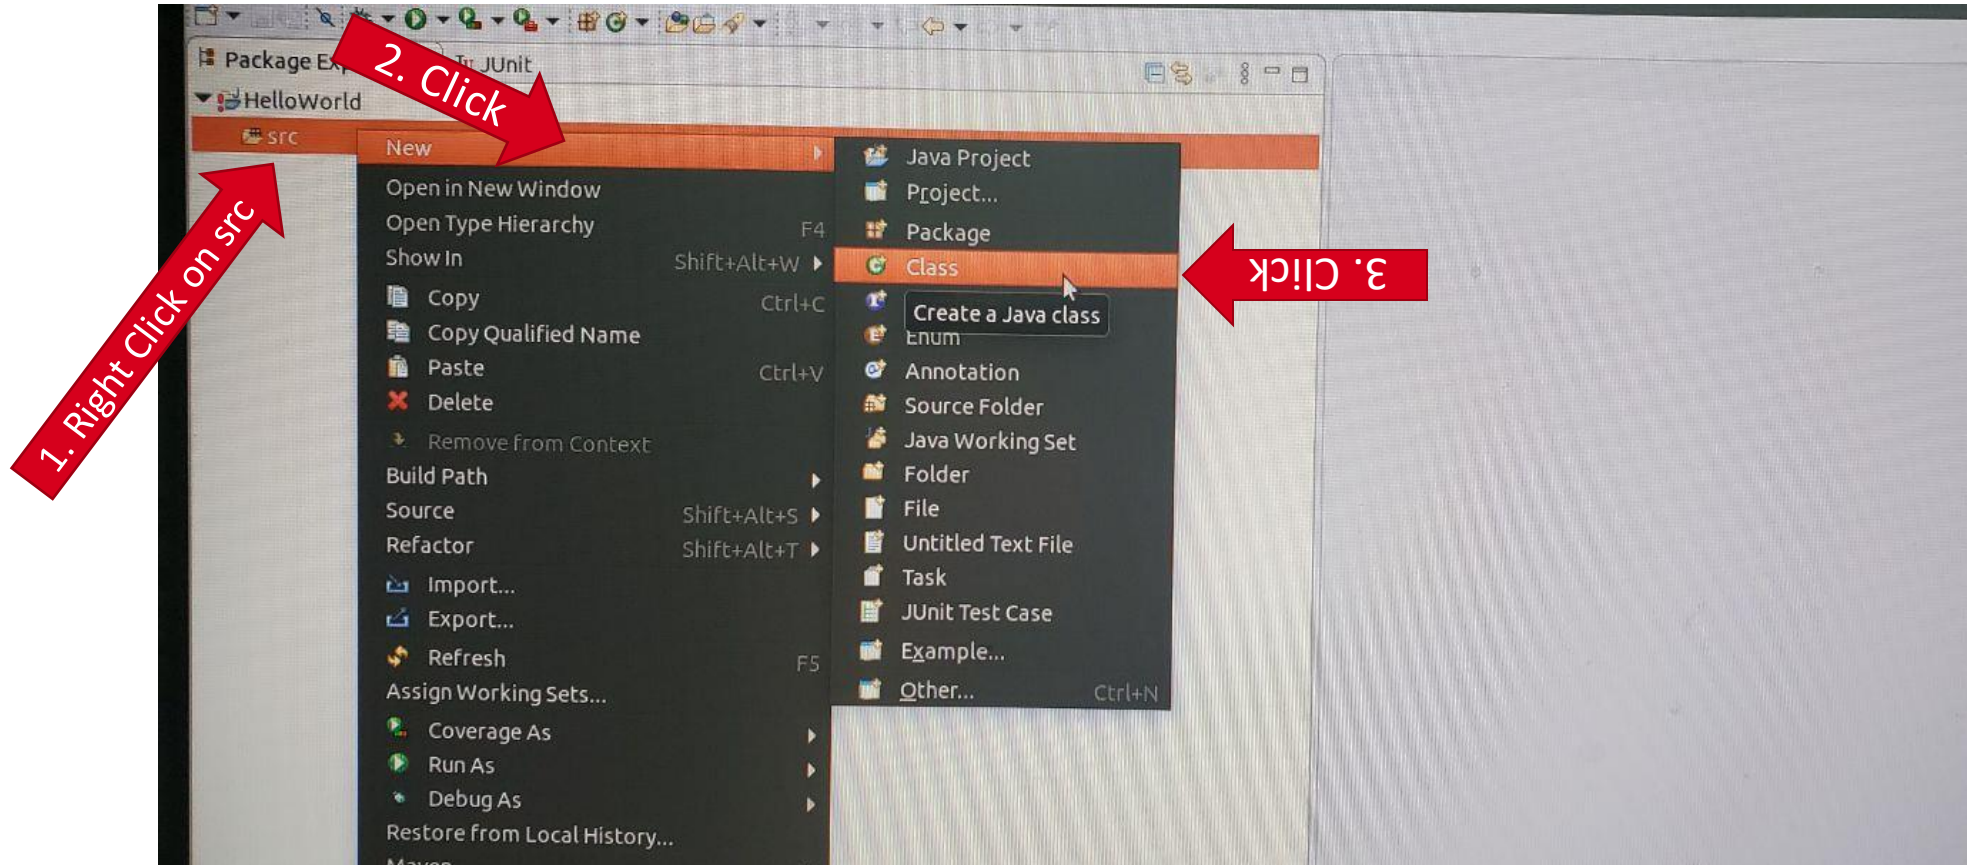 Package Ex
JUnit
HelloWorld
src
1. Right Click on src
2. Click
3. Click
New
Open in New Window
Open Type Hierarchy F4
Show In Shift+Alt+W
Copy Ctrl+C
Copy Qualified Name
Paste Ctrl+V
Delete
Remove from Context
Build Path
Source Shift+Alt+S
Refactor Shift+Alt+T
Import...
Export...
Refresh F5
Assign Working Sets...
Coverage As
Run As
Debug As
Restore from Local History...
Java Project
Project...
Package
Class
Create a Java class
Enum
Annotation
Source Folder
Java Working Set
Folder
File
Untitled Text File
Task
JUnit Test Case
Example...
Other... Ctrl+N